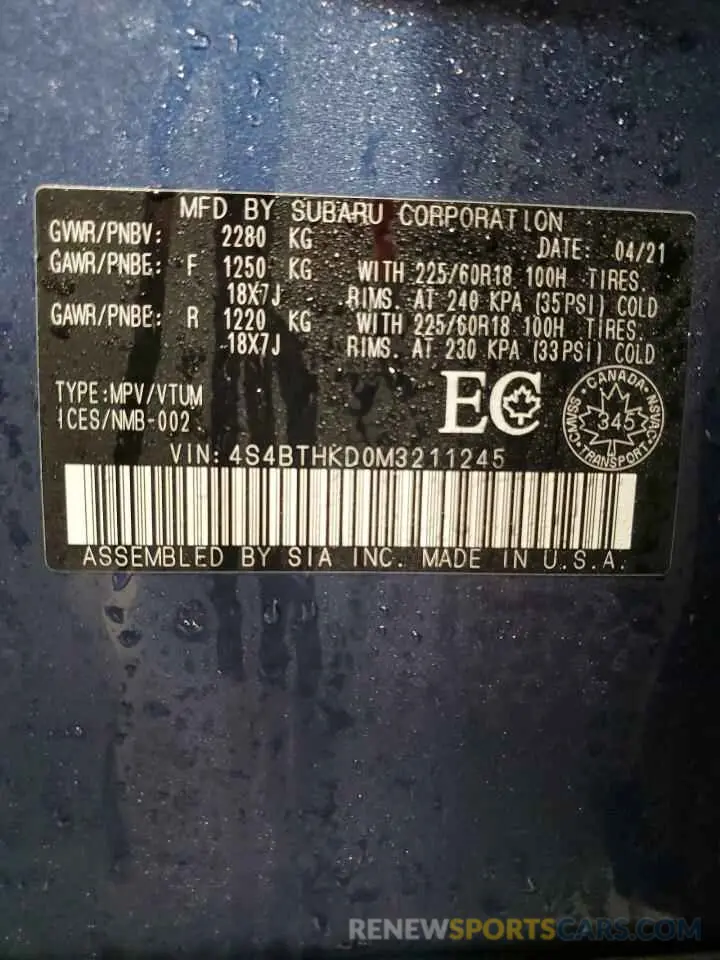 MFD BY SUBARU CORPORATION
GVWR/PNBV: 2280 KG DATE: 04/21
GAWR/PNBE: F 1250 KG WITH 225/60R18 100H TIRES.
18X7J RIMS. AT 240 KPA (35PSI) COLD
GAWR/PNBE: R 1220 KG WITH 225/60R18 100H TIRES.
18X7J RIMS. AT 230 KPA (33PSI) COLD
TYPE:MPV/VTUM
ICES/NMB-002
EC
CANADA
345
CMVSS NSVAC
TRANSPORT
VIN: 4S4BTHKD0M3211245
ASSEMBLED BY SIA INC. MADE IN U.S.A.
RENEWSPORTSCARS.COM